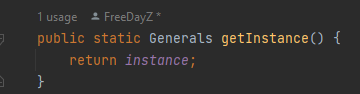 1 usage FreeDayZ *
public static Generals getInstance() {
return instance;
}